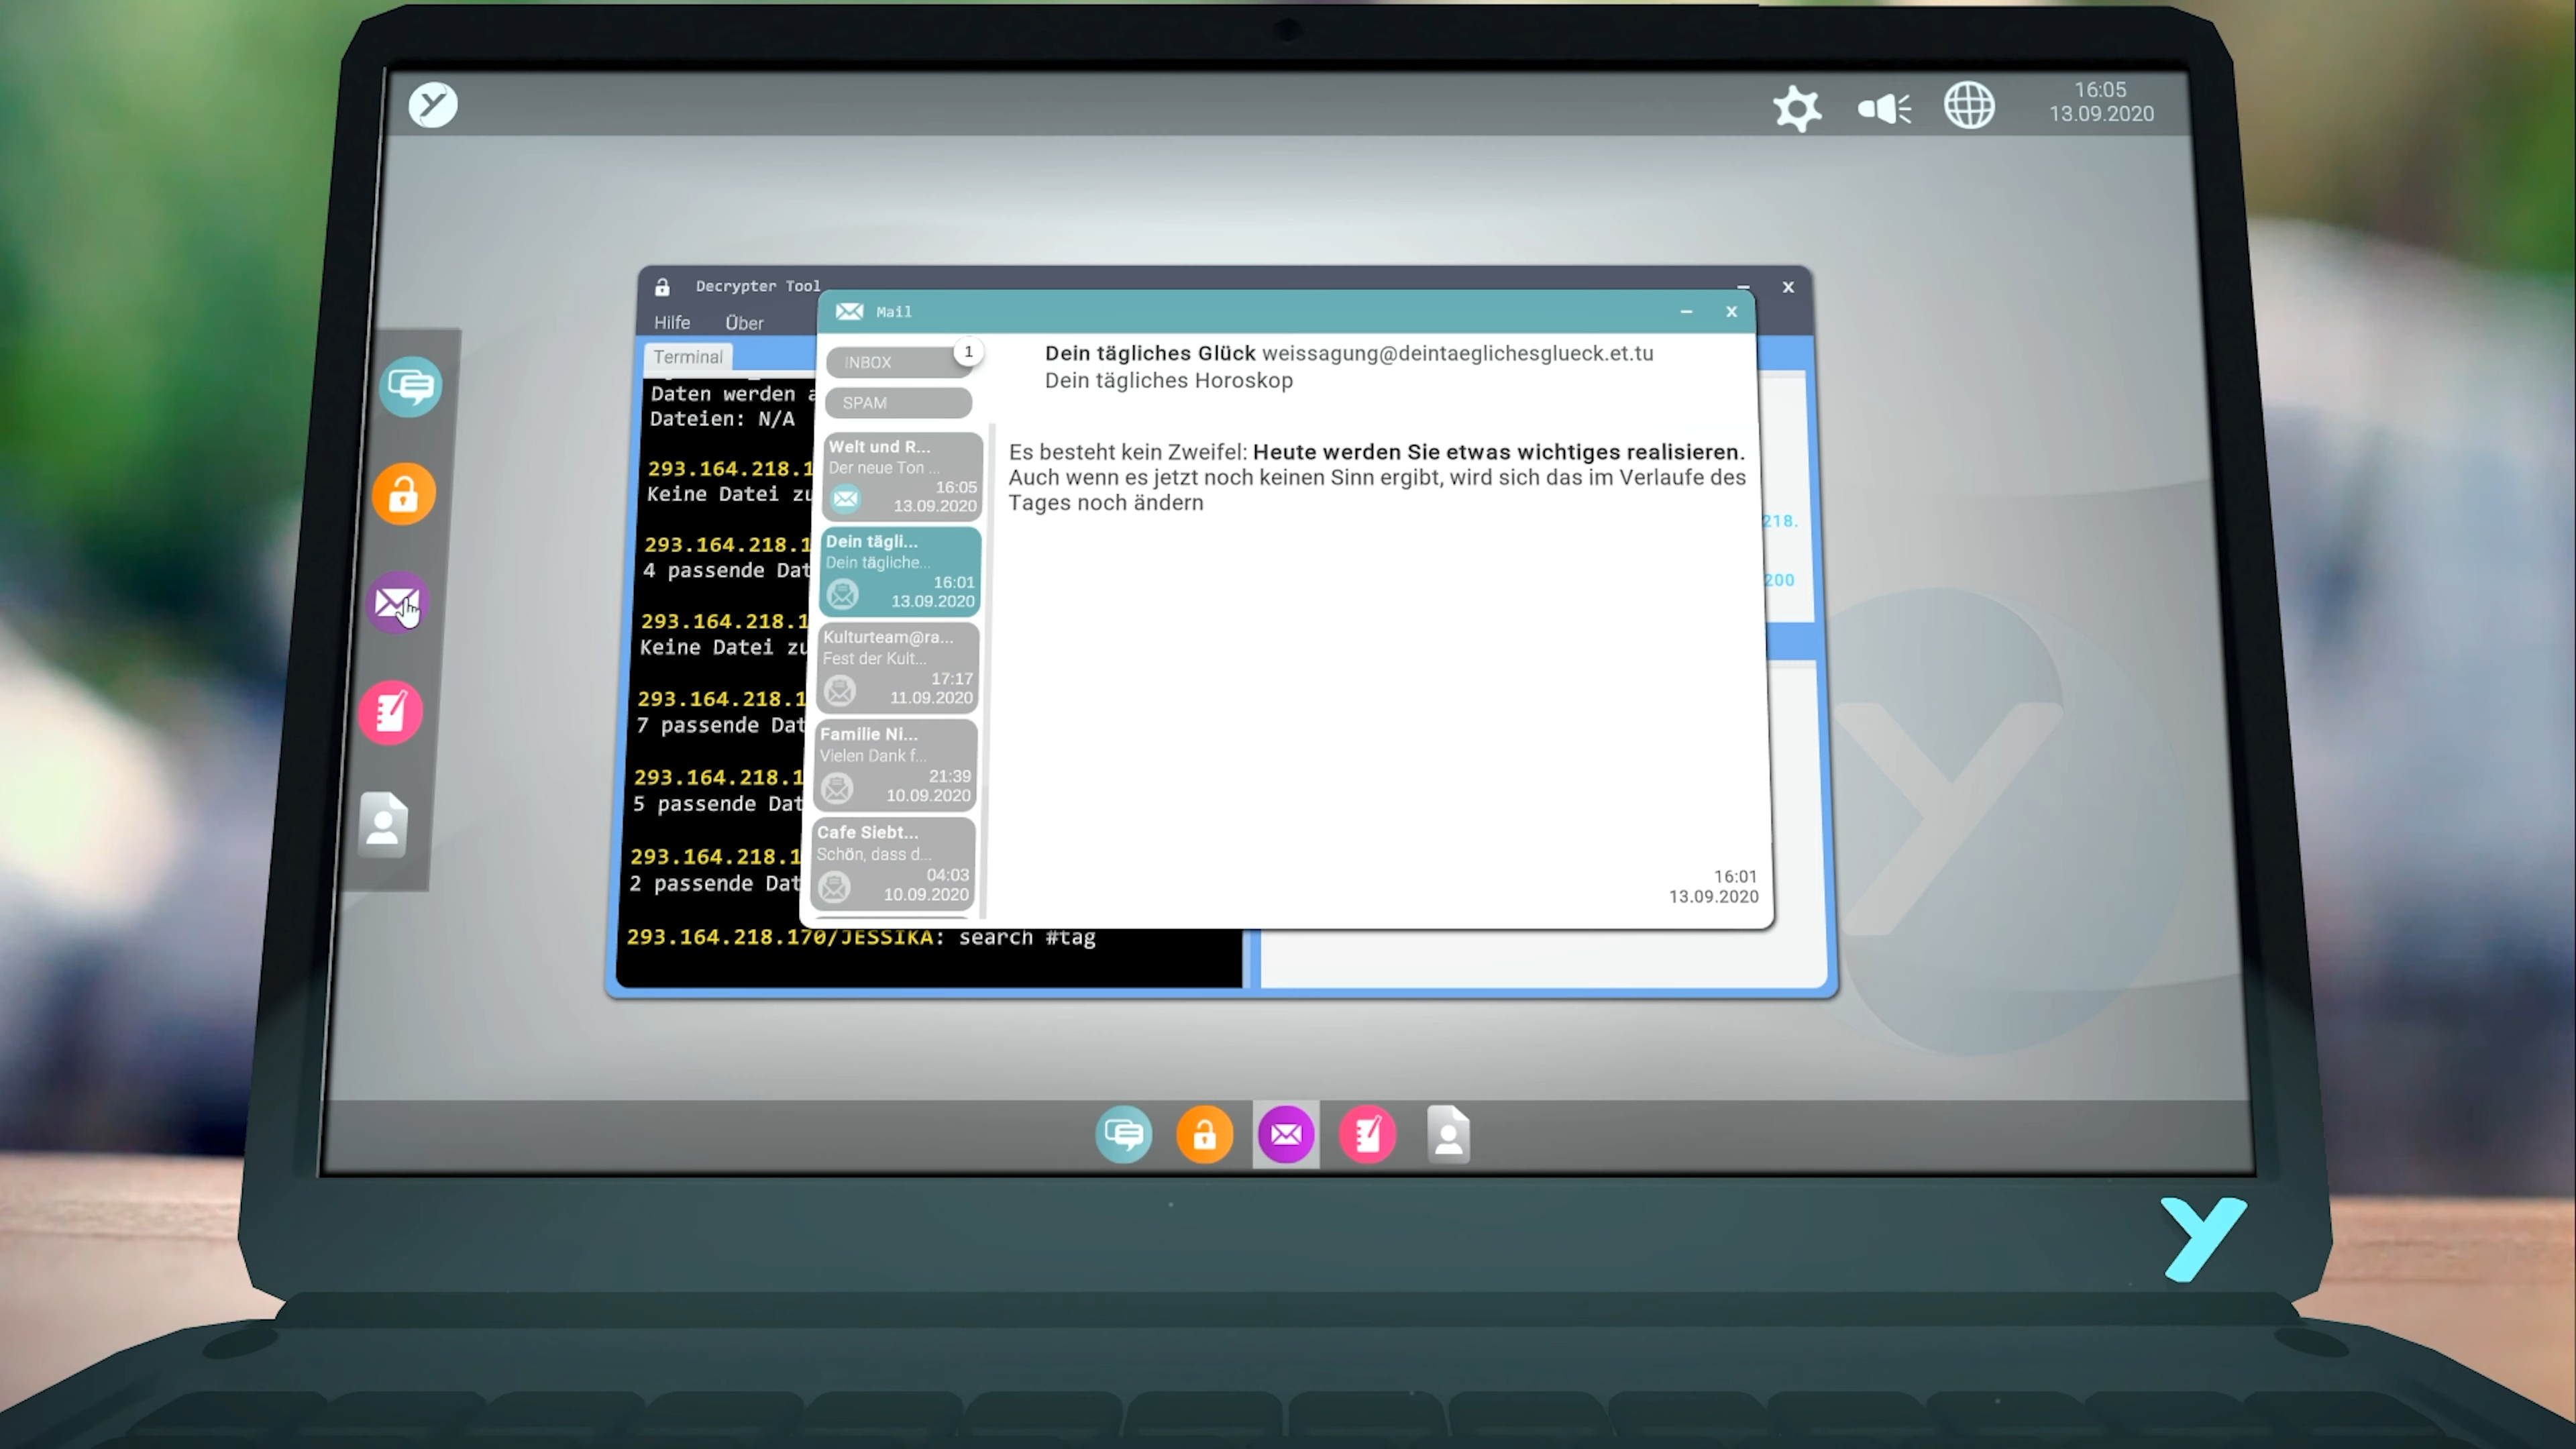 16:05
13.09.2020
Decrypter Tool
Hilfe Über
Terminal
Daten werden
Dateien: N/A
293.164.218.1
Keine Datei zu
293.164.218.1
4 passende Dat
293.164.218.1
Keine Datei zu
293.164.218.1
7 passende Dat
293.164.218.1
5 passende Dat
293.164.218.1
2 passende Dat
293.164.218.170/JESSIKA: search #tag
218.
200
Mail
INBOX 1
SPAM
Welt und R...
Der neue Ton ...
16:05
13.09.2020
Dein tägli...
Dein tägliche...
16:01
13.09.2020
Kulturteam@ra...
Fest der Kult...
17:17
11.09.2020
Familie Ni...
Vielen Dank f...
21:39
10.09.2020
Cafe Siebt...
Schön, dass d...
04:03
10.09.2020
Dein tägliches Glück weissagung@deintaeglichesglueck.et.tu
Dein tägliches Horoskop
Es besteht kein Zweifel: Heute werden Sie etwas wichtiges realisieren.
Auch wenn es jetzt noch keinen Sinn ergibt, wird sich das im Verlaufe des
Tages noch ändern
16:01
13.09.2020